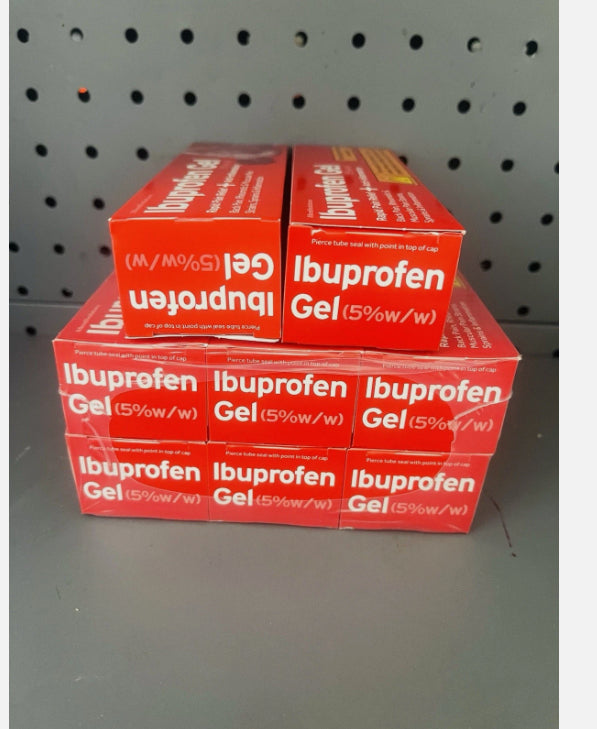 Ibuprofen Gel
Ibuprofen Gel
Back Pain
Pierce tube seal with point in top of cap
Ibuprofen
Gel (5%w/w)
Pierce tube seal with point in top of cap
Ibuprofen
Gel (5%w/w)
Ibu
Pierce tube seal with point in top of cap
Ibuprofen
Gel (5%w/w)
Pierce tube seal with point in top of cap
Ibuprofen
Gel (5%w/w)
Pierce tube seal with point in top of cap
Ibuprofen
Gel (5%w/w)
Pierce tube seal with point in top of cap
Ibuprofen
Gel (5%w/w)
Pierce tube seal with point in top of cap
Ibuprofen
Gel (5%w/w)
Pierce tube seal with point in top of cap
Ibuprofen
Gel (5%w/w)